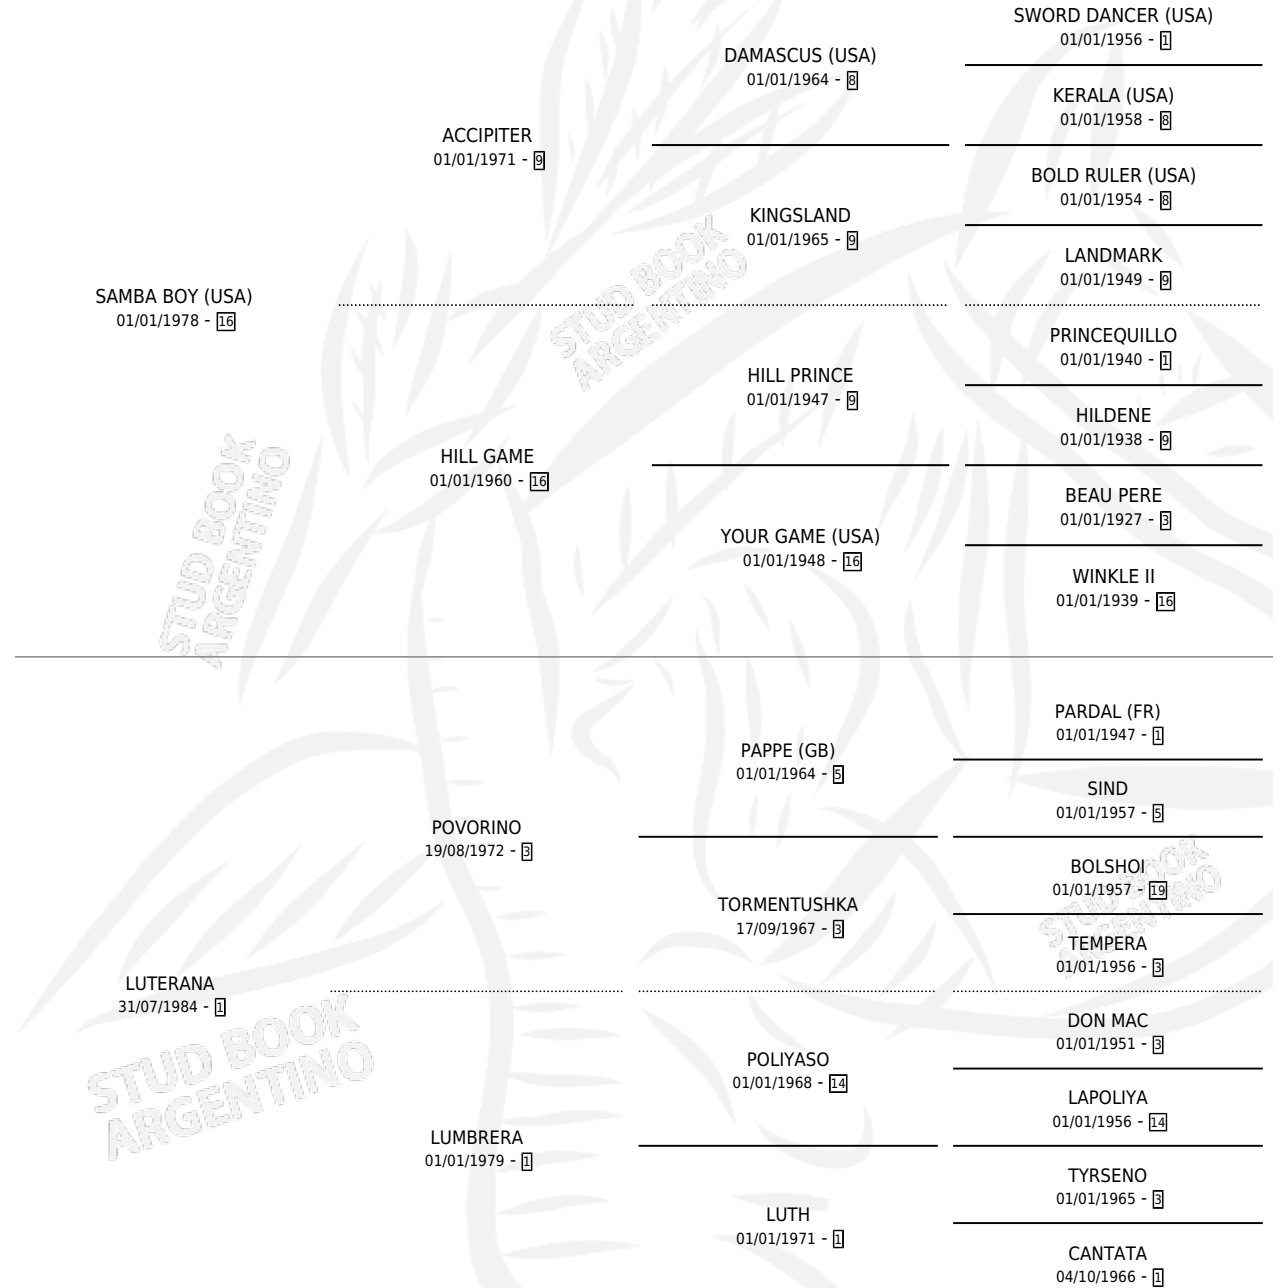 SWORD DANCER (USA)
01/01/1956 - 1
DAMASCUS (USA)
01/01/1964 - 8
KERALA (USA)
01/01/1958 - 8
ACCIPITER
01/01/1971 - 9
BOLD RULER (USA)
01/01/1954 - 8
KINGSLAND
01/01/1965 - 9
LANDMARK
01/01/1949 - 9
SAMBA BOY (USA)
01/01/1978 - 16
PRINCEQUILLO
01/01/1940 - 1
HILL PRINCE
01/01/1947 - 9
HILDENE
01/01/1938 - 9
HILL GAME
01/01/1960 - 16
BEAU PERE
01/01/1927 - 3
YOUR GAME (USA)
01/01/1948 - 16
WINKLE II
01/01/1939 - 16
PARDAL (FR)
01/01/1947 - 1
PAPPE (GB)
01/01/1964 - 5
SIND
01/01/1957 - 5
POVORINO
19/08/1972 - 3
BOLSHOI
01/01/1957 - 19
TORMENTUSHKA
17/09/1967 - 3
TEMPERA
01/01/1956 - 3
LUTERANA
31/07/1984 - 1
DON MAC
01/01/1951 - 3
POLIYASO
01/01/1968 - 14
LAPOLIYA
01/01/1956 - 14
LUMBRERA
01/01/1979 - 1
TYRSENO
01/01/1965 - 3
LUTH
01/01/1971 - 1
CANTATA
04/10/1966 - 1
STUD BOOK
ARGENTINO
STUD BOOK
ARGENTINO
STUD BOOK
ARGENTINO
STUD BOOK
ARGENTINO